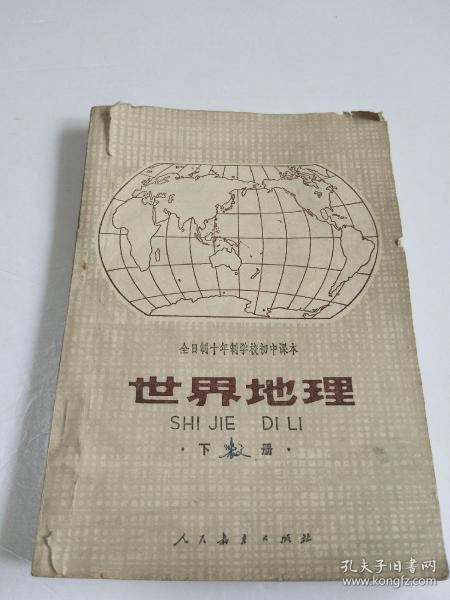 全日制十年制学校初中课本
世界地理
SHI JIE DI LI
·下 册·
人民教育出版社
孔夫子旧书网
www.kongfz.com